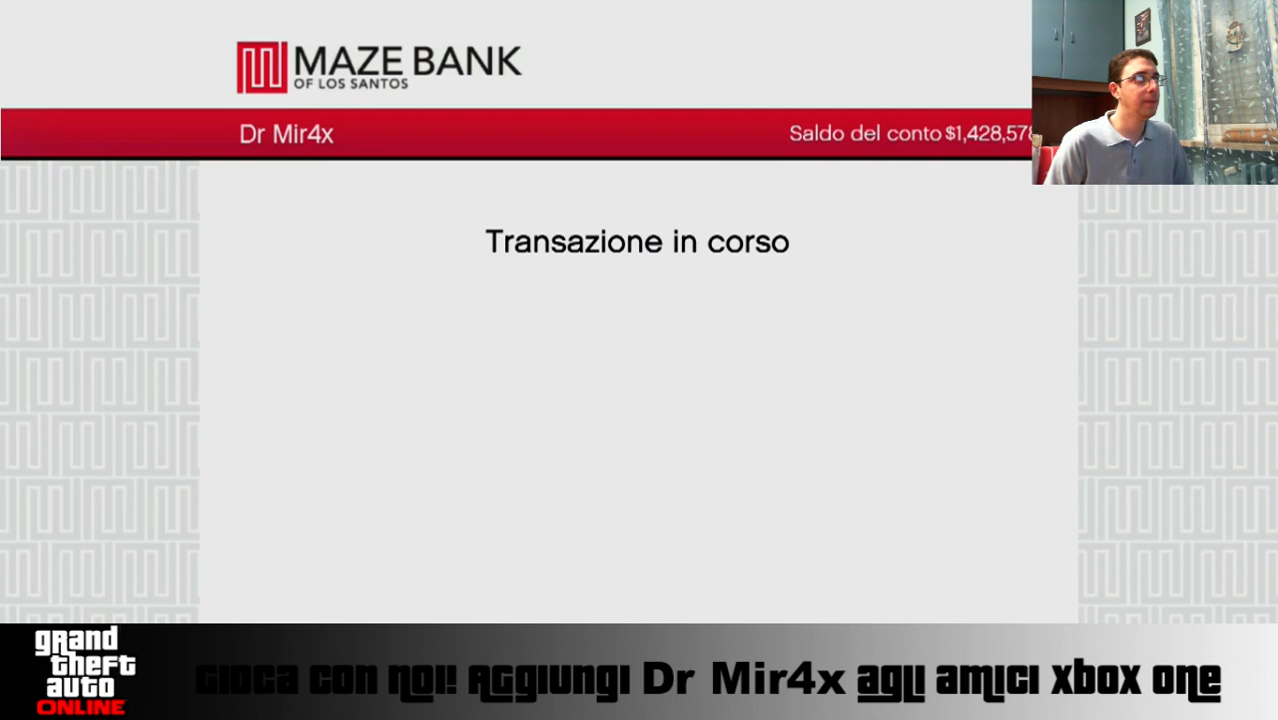 MAZE BANK
OF LOS SANTOS
Dr Mir4x
Saldo del conto $1,428,578
Transazione in corso
grand
theft
auto
ONLINE
Gioca con noi! Aggiungi Dr Mir4x agli amici xbox one